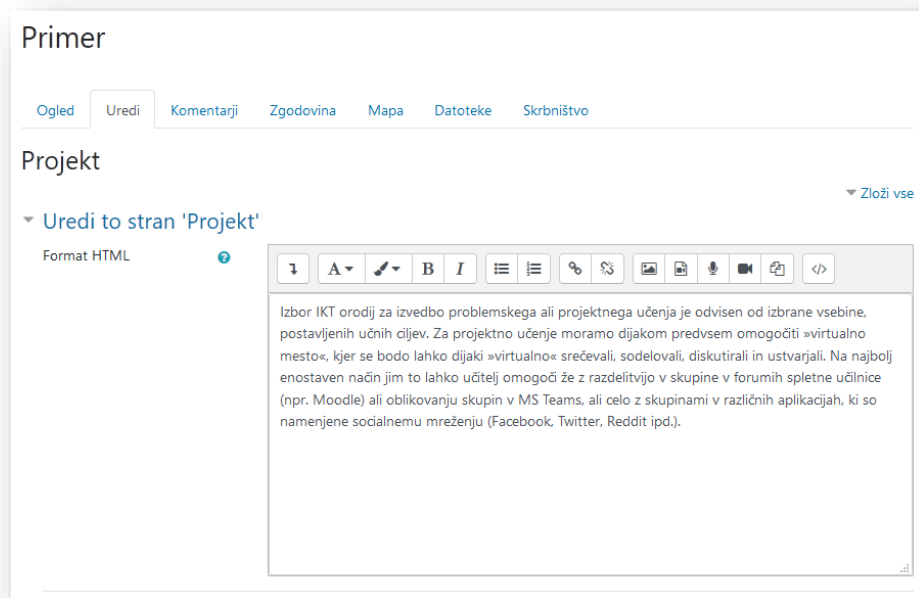 Primer
Ogled Uredi Komentarji Zgodovina Mapa Datoteke Skrbništvo
Projekt
Zloži vse
Uredi to stran 'Projekt'
Format HTML
A B I
Izbor IKT orodij za izvedbo problemskega ali projektnega učenja je odvisen od izbrane vsebine,
postavljenih učnih ciljev. Za projektno učenje moramo dijakom predvsem omogočiti »virtualno
mesto«, kjer se bodo lahko dijaki »virtualno« srečevali, sodelovali, diskutirali in ustvarjali. Na najbolj
enostaven način jim to lahko učitelj omogoči že z razdelitvijo v skupine v forumih spletne učilnice
(npr. Moodle) ali oblikovanju skupin v MS Teams, ali celo z skupinami v različnih aplikacijah, ki so
namenjene socialnemu mreženju (Facebook, Twitter, Reddit ipd.).